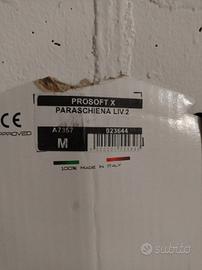 PROSOFT X
PARASCHIENA LIV.2
A7357 023644
M
CE
APPROVED
100% MADE IN ITALY
subito